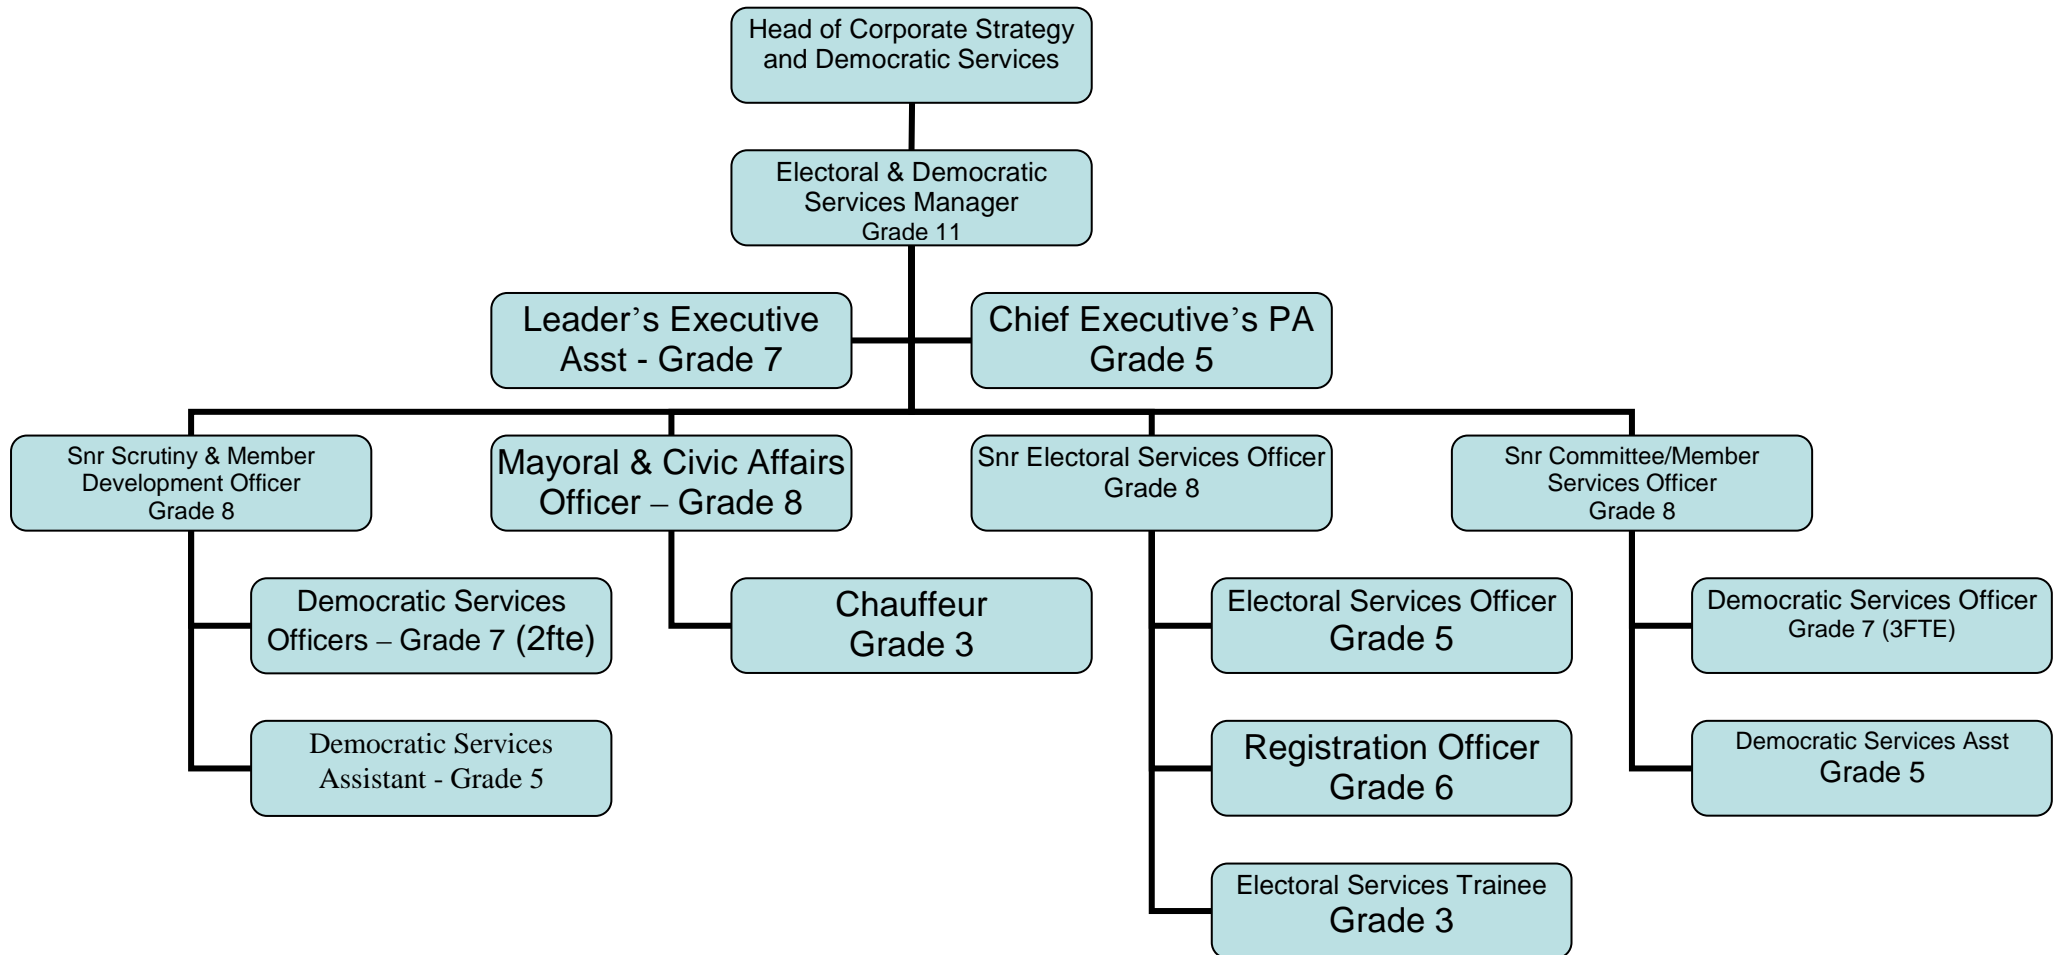 Head of Corporate Strategy
and Democratic Services
Electoral & Democratic
Services Manager
Grade 11
Leader’s Executive
Asst - Grade 7
Chief Executive’s PA
Grade 5
Snr Scrutiny & Member
Development Officer
Grade 8
Mayoral & Civic Affairs
Officer – Grade 8
Snr Electoral Services Officer
Grade 8
Snr Committee/Member
Services Officer
Grade 8
Democratic Services
Officers – Grade 7 (2fte)
Chauffeur
Grade 3
Electoral Services Officer
Grade 5
Democratic Services Officer
Grade 7 (3FTE)
Democratic Services
Assistant - Grade 5
Registration Officer
Grade 6
Democratic Services Asst
Grade 5
Electoral Services Trainee
Grade 3